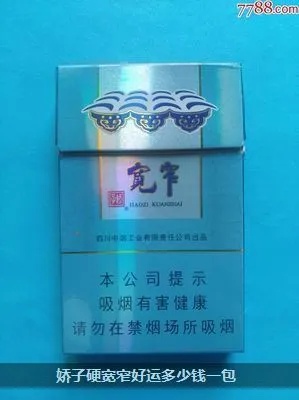 7788.com
宽窄
JIAOZI KUANZHAI
四川中烟工业有限责任公司出品
本公司提示
吸烟有害健康
请勿在禁烟场所吸烟
娇子硬宽窄好运多少钱一包